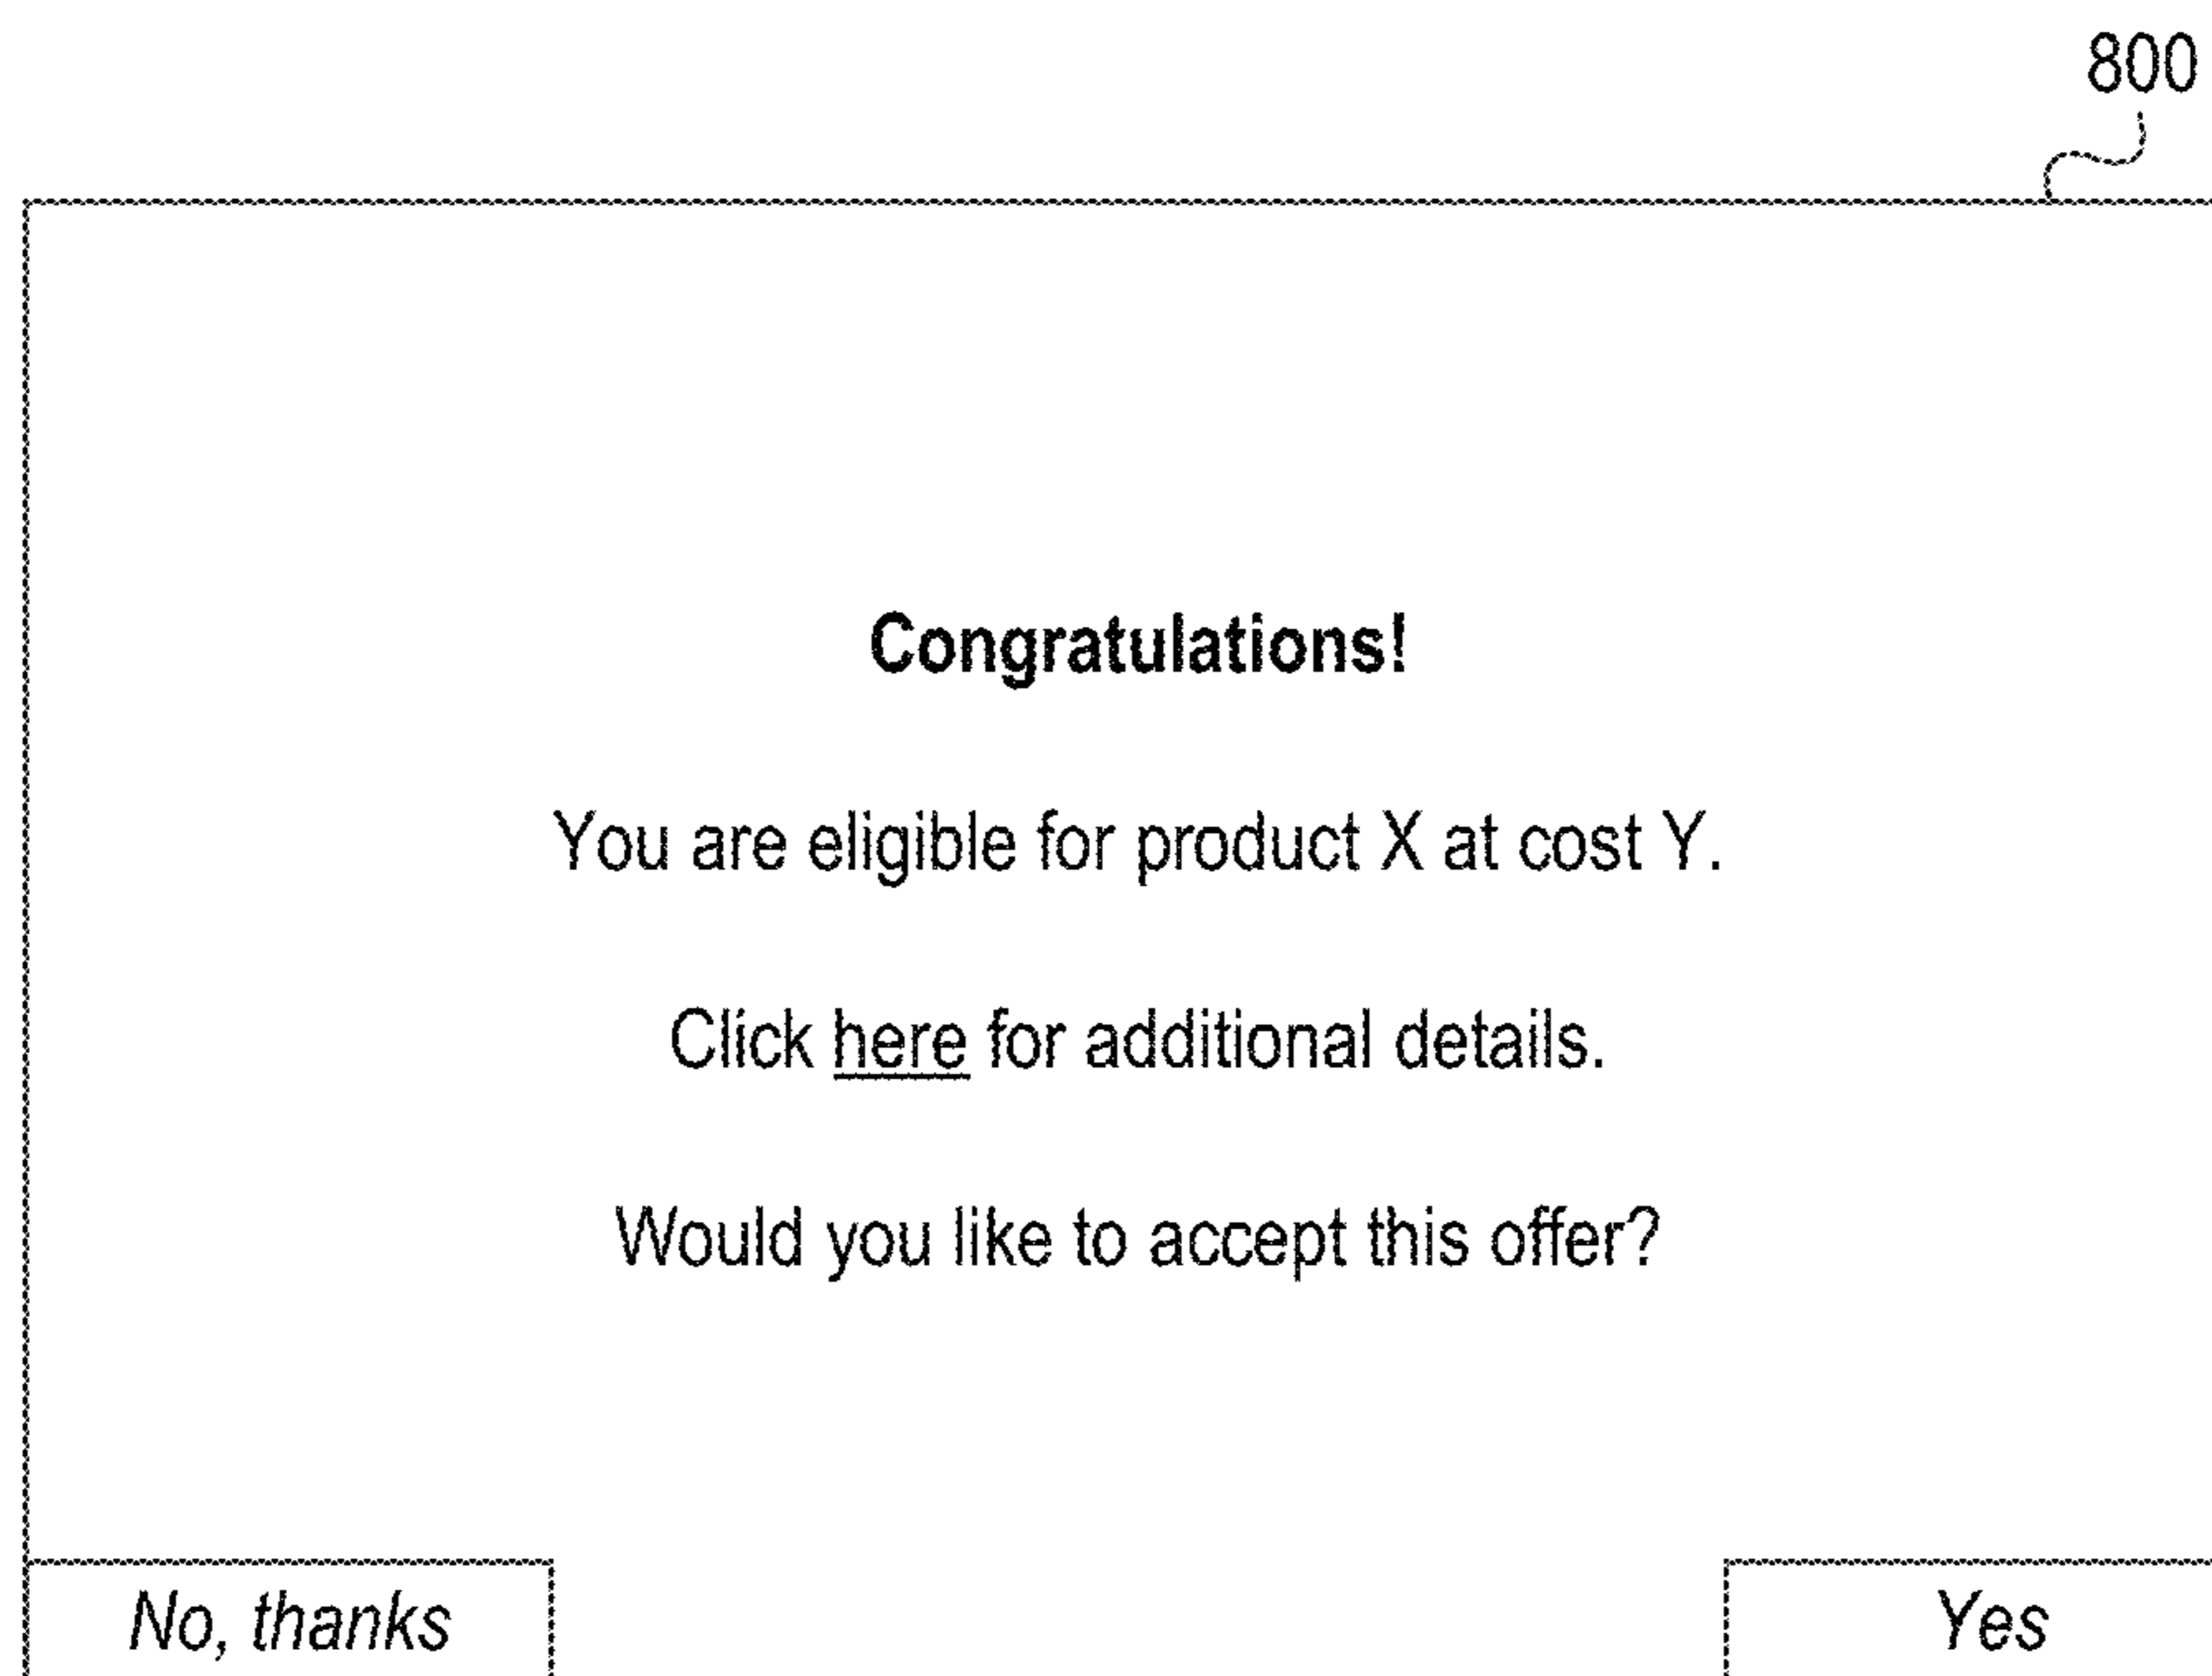 800
Congratulations!
You are eligible for product X at cost Y.
Click here for additional details.
Would you like to accept this offer?
No, thanks
Yes